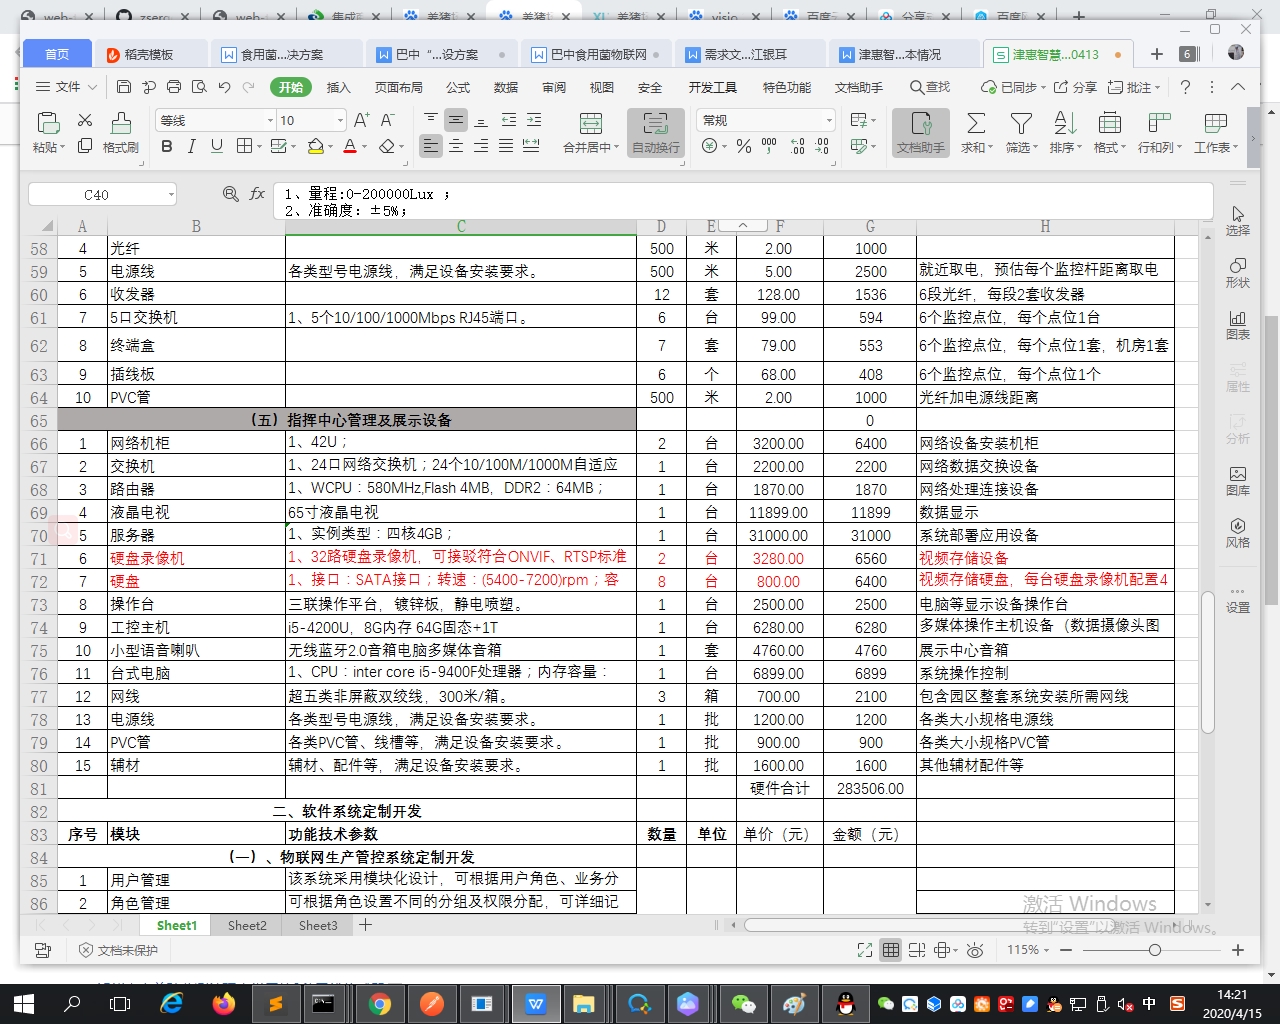 web-
zserg
web-
集成
养猪
养猪
XL 养猪
visio
百度云
分享
百度
首页
稻壳模板
食用菌...决方案
巴中“...设方案
巴中食用菌物联网
需求文...江银耳
津惠智...本情况
津惠智慧...0413
6
文件
开始
插入
页面布局
公式
数据
审阅
视图
安全
开发工具
特色功能
文档助手
查找
已同步
分享
批注
粘贴
格式刷
等线
10
合并居中
自动换行
常规
文档助手
求和
筛选
排序
格式
行和列
工作表
C40
fx
1、量程:0-200000Lux ；
2、准确度: ±5%;
A B C D E F G H
58 4 光纤 500 米 2.00 1000
59 5 电源线 各类型号电源线，满足设备安装要求。 500 米 5.00 2500 就近取电，预估每个监控杆距离取电
60 6 收发器 12 套 128.00 1536 6段光纤，每段2套收发器
61 7 5口交换机 1、5个10/100/1000Mbps RJ45端口。 6 台 99.00 594 6个监控点位，每个点位1台
62 8 终端盒 7 套 79.00 553 6个监控点位，每个点位1套，机房1套
63 9 插线板 6 个 68.00 408 6个监控点位，每个点位1个
64 10 PVC管 500 米 2.00 1000 光纤加电源线距离
65 （五）指挥中心管理及展示设备 0
66 1 网络机柜 1、42U； 2 台 3200.00 6400 网络设备安装机柜
67 2 交换机 1、24口网络交换机；24个10/100M/1000M自适应 1 台 2200.00 2200 网络数据交换设备
68 3 路由器 1、WCPU：580MHz,Flash 4MB，DDR2：64MB； 1 台 1870.00 1870 网络处理连接设备
69 4 液晶电视 65寸液晶电视 1 台 11899.00 11899 数据显示
70 5 服务器 1、实例类型：四核4GB； 1 台 31000.00 31000 系统部署应用设备
71 6 硬盘录像机 1、32路硬盘录像机，可接驳符合ONVIF、RTSP标准 2 台 3280.00 6560 视频存储设备
72 7 硬盘 1、接口：SATA接口；转速：(5400-7200)rpm；容 8 台 800.00 6400 视频存储硬盘，每台硬盘录像机配置4
73 8 操作台 三联操作平台，镀锌板，静电喷塑。 1 台 2500.00 2500 电脑等显示设备操作台
74 9 工控主机 i5-4200U，8G内存 64G固态+1T 1 台 6280.00 6280 多媒体操作主机设备（数据摄像头图
75 10 小型语音喇叭 无线蓝牙2.0音箱电脑多媒体音箱 1 套 4760.00 4760 展示中心音箱
76 11 台式电脑 1、CPU：inter core i5-9400F处理器；内存容量： 1 台 6899.00 6899 系统操作控制
77 12 网线 超五类非屏蔽双绞线，300米/箱。 3 箱 700.00 2100 包含园区整套系统安装所需网线
78 13 电源线 各类型号电源线，满足设备安装要求。 1 批 1200.00 1200 各类大小规格电源线
79 14 PVC管 各类PVC管、线槽等，满足设备安装要求。 1 批 900.00 900 各类大小规格PVC管
80 15 辅材 辅材、配件等，满足设备安装要求。 1 批 1600.00 1600 其他辅材配件等
81 硬件合计 283506.00
82 二、软件系统定制开发
83 序号 模块 功能技术参数 数量 单位 单价（元） 金额（元）
84 （一）、物联网生产管控系统定制开发
85 1 用户管理 该系统采用模块化设计，可根据用户角色、业务分
86 2 角色管理 可根据角色设置不同的分组及权限分配，可详细记
选择
形状
图表
属性
分析
图库
风格
设置
激活 Windows
转到“设置”以激活 Windows。
Sheet1
Sheet2
Sheet3
文档未保护
115%
中
14:21
2020/4/15